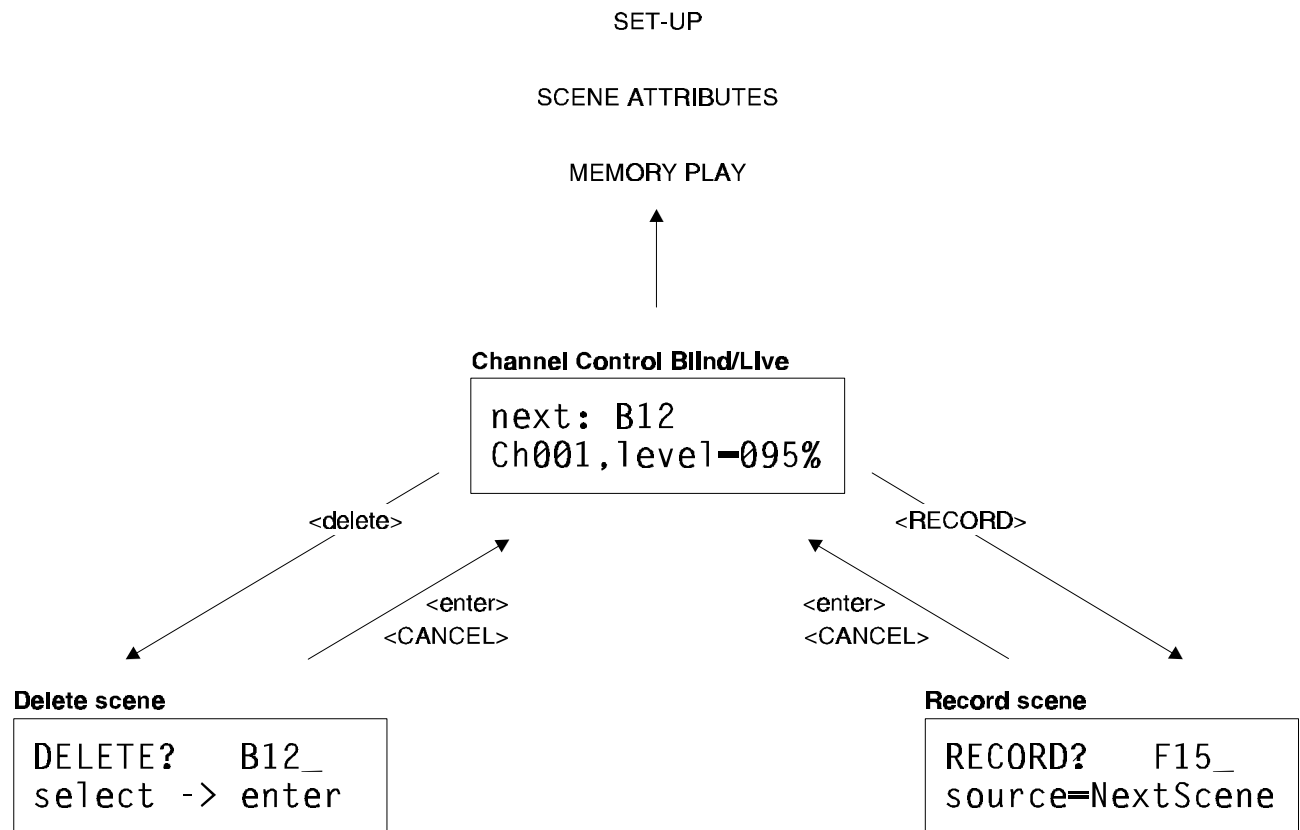 SET-UP
SCENE ATTRIBUTES
MEMORY PLAY
Channel Control Blind/Live
next: B12
Ch001,level=095%
<delete>
<RECORD>
<enter>
<CANCEL>
<enter>
<CANCEL>
Delete scene
DELETE? B12_
select -> enter
Record scene
RECORD? F15_
source=NextScene